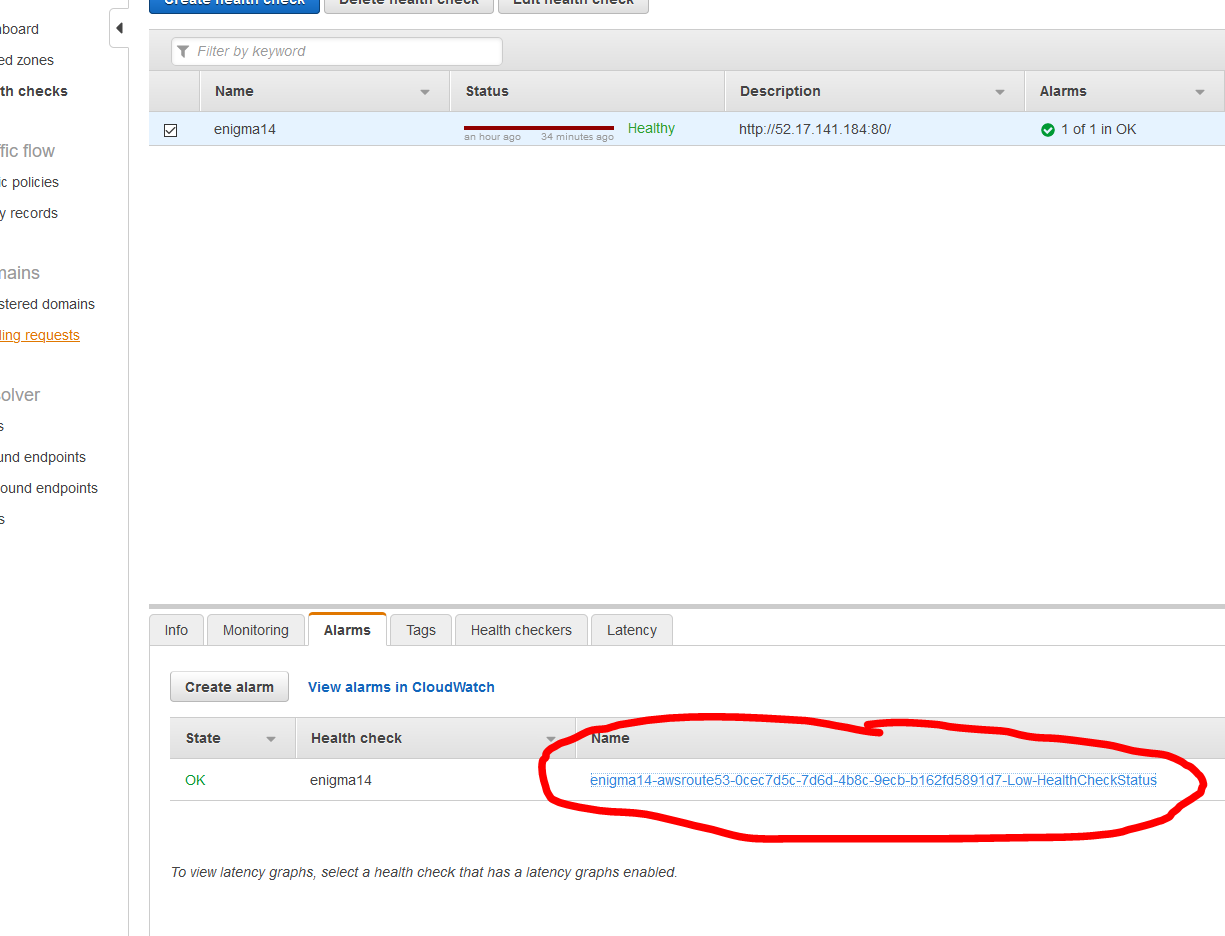 Create health check Delete health check Edit health check
board
ed zones
th checks
Filter by keyword
Name Status Description Alarms
enigma14 Healthy http://52.17.141.184:80/ 1 of 1 in OK
an hour ago 34 minutes ago
fic flow
ic policies
y records
mains
stered domains
ling requests
solver
s
und endpoints
ound endpoints
s
Info Monitoring Alarms Tags Health checkers Latency
Create alarm View alarms in CloudWatch
State Health check Name
OK enigma14 enigma14-awsroute53-0cec7d5c-7d6d-4b8c-9ecb-b162fd5891d7-Low-HealthCheckStatus
To view latency graphs, select a health check that has a latency graphs enabled.